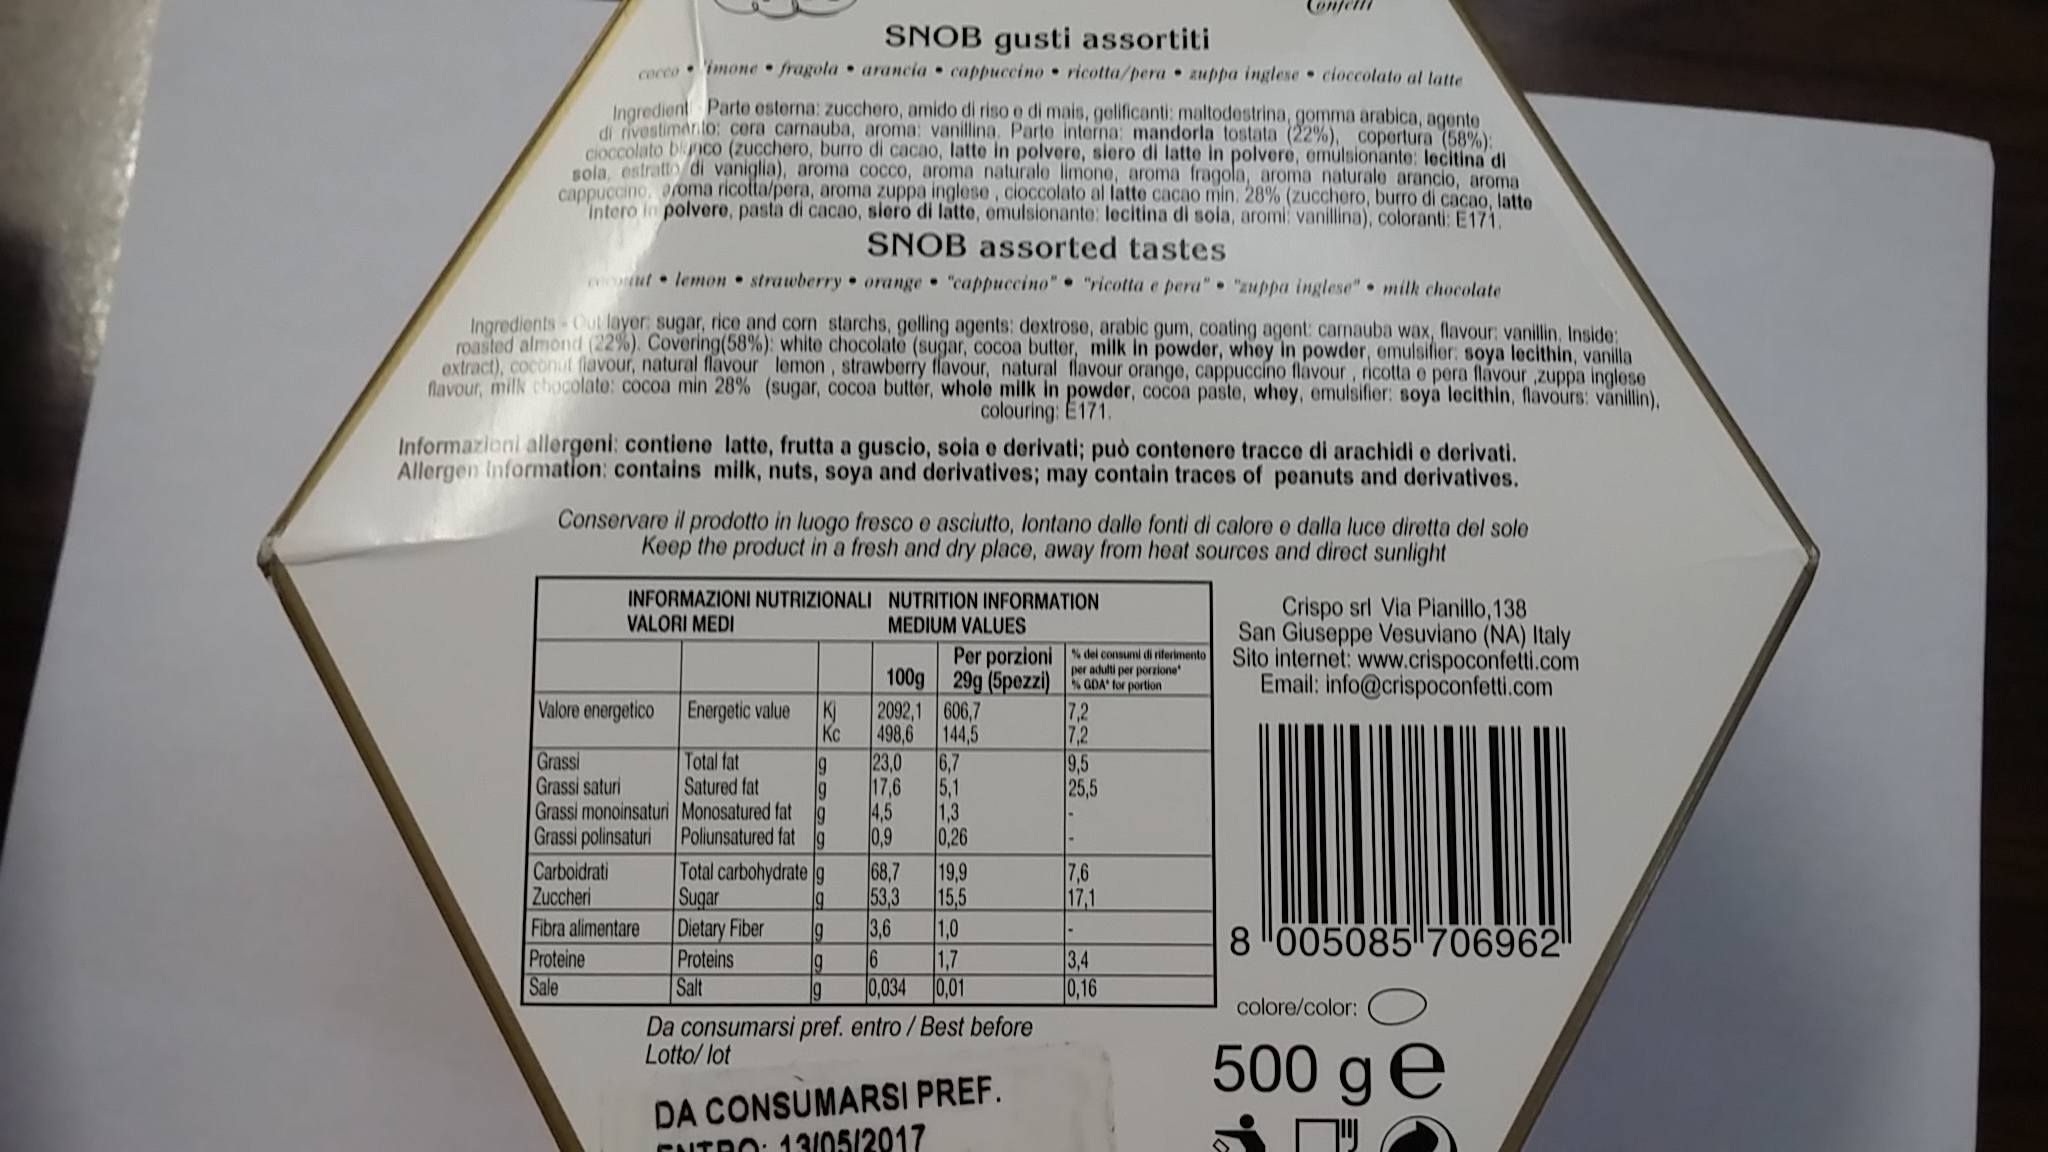 Confetti
SNOB gusti assortiti
cocco • limone • fragola • arancia • cappuccino • ricotta/pera • zuppa inglese • cioccolato al latte
Ingredienti - Parte esterna: zucchero, amido di riso e di mais, gelificanti: maltodestrina, gomma arabica, agente
di rivestimento: cera carnauba, aroma: vanillina. Parte interna: mandorla tostata (22%), copertura (58%):
cioccolato bianco (zucchero, burro di cacao, latte in polvere, siero di latte in polvere, emulsionante: lecitina di
soia, estratto di vaniglia), aroma cocco, aroma naturale limone, aroma fragola, aroma naturale arancio, aroma
cappuccino, aroma ricotta/pera, aroma zuppa inglese , cioccolato al latte cacao min. 28% (zucchero, burro di cacao, latte
intero in polvere, pasta di cacao, siero di latte, emulsionante: lecitina di soia, aromi: vanillina), coloranti: E171.
SNOB assorted tastes
coconut • lemon • strawberry • orange • "cappuccino" • "ricotta e pera" • "zuppa inglese" • milk chocolate
Ingredients - Out layer: sugar, rice and corn starchs, gelling agents: dextrose, arabic gum, coating agent: carnauba wax, flavour: vanillin. Inside:
roasted almond (22%). Covering(58%): white chocolate (sugar, cocoa butter, milk in powder, whey in powder, emulsifier: soya lecithin, vanilla
extract), coconut flavour, natural flavour lemon , strawberry flavour, natural flavour orange, cappuccino flavour , ricotta e pera flavour ,zuppa inglese
flavour, milk chocolate: cocoa min 28% (sugar, cocoa butter, whole milk in powder, cocoa paste, whey, emulsifier: soya lecithin, flavours: vanillin),
colouring: E171.
Informazioni allergeni: contiene latte, frutta a guscio, soia e derivati; può contenere tracce di arachidi e derivati.
Allergen Information: contains milk, nuts, soya and derivatives; may contain traces of peanuts and derivatives.
Conservare il prodotto in luogo fresco e asciutto, lontano dalle fonti di calore e dalla luce diretta del sole
Keep the product in a fresh and dry place, away from heat sources and direct sunlight
INFORMAZIONI NUTRIZIONALI NUTRITION INFORMATION
VALORI MEDI MEDIUM VALUES
100g Per porzioni 29g (5pezzi) % dei consumi di riferimento per adulti per porzione* % GDA* for portion
Valore energetico Energetic value Kj 2092,1 606,7 7,2
Kc 498,6 144,5 7,2
Grassi Total fat g 23,0 6,7 9,5
Grassi saturi Satured fat g 17,6 5,1 25,5
Grassi monoinsaturi Monosatured fat g 4,5 1,3 -
Grassi polinsaturi Poliunsatured fat g 0,9 0,26 -
Carboidrati Total carbohydrate g 68,7 19,9 7,6
Zuccheri Sugar g 53,3 15,5 17,1
Fibra alimentare Dietary Fiber g 3,6 1,0 -
Proteine Proteins g 6 1,7 3,4
Sale Salt g 0,034 0,01 0,16
Crispo srl Via Pianillo,138
San Giuseppe Vesuviano (NA) Italy
Sito internet: www.crispoconfetti.com
Email: info@crispoconfetti.com
8 005085 706962
colore/color:
500 g e
Da consumarsi pref. entro / Best before
Lotto/ lot
DA CONSUMARSI PREF.
ENTRO: 13/05/2017